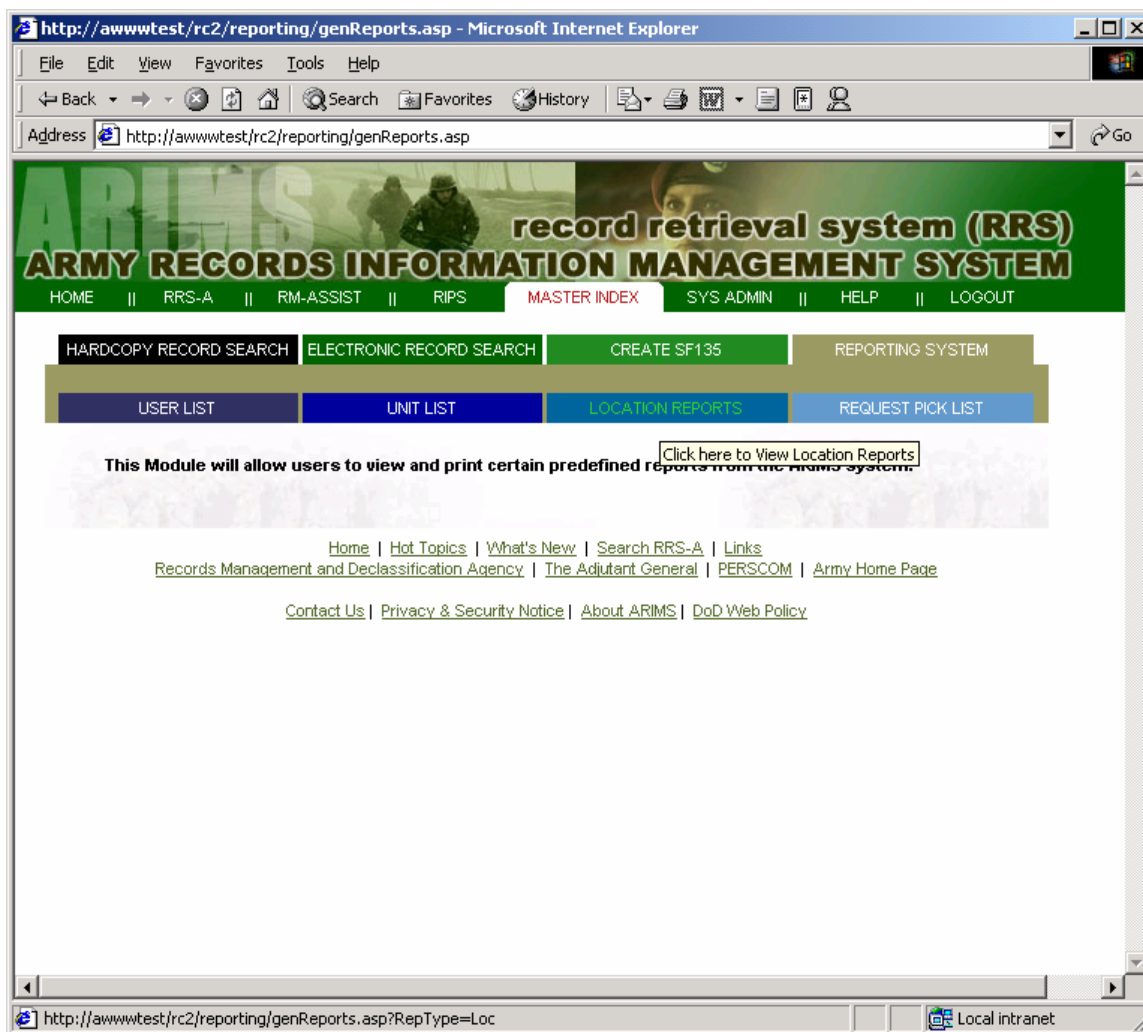 http://awwwtest/rc2/reporting/genReports.asp - Microsoft Internet Explorer
File Edit View Favorites Tools Help
Back Search Favorites History
Address http://awwwtest/rc2/reporting/genReports.asp Go
ARIMS
record retrieval system (RRS)
ARMY RECORDS INFORMATION MANAGEMENT SYSTEM
HOME || RRS-A || RM-ASSIST || RIPS MASTER INDEX SYS ADMIN || HELP || LOGOUT
HARDCOPY RECORD SEARCH ELECTRONIC RECORD SEARCH CREATE SF135 REPORTING SYSTEM
USER LIST UNIT LIST LOCATION REPORTS REQUEST PICK LIST
Click here to View Location Reports
This Module will allow users to view and print certain predefined reports from the ARIMS system.
Home | Hot Topics | What's New | Search RRS-A | Links
Records Management and Declassification Agency | The Adjutant General | PERSCOM | Army Home Page
Contact Us | Privacy & Security Notice | About ARIMS | DoD Web Policy
http://awwwtest/rc2/reporting/genReports.asp?RepType=Loc Local intranet